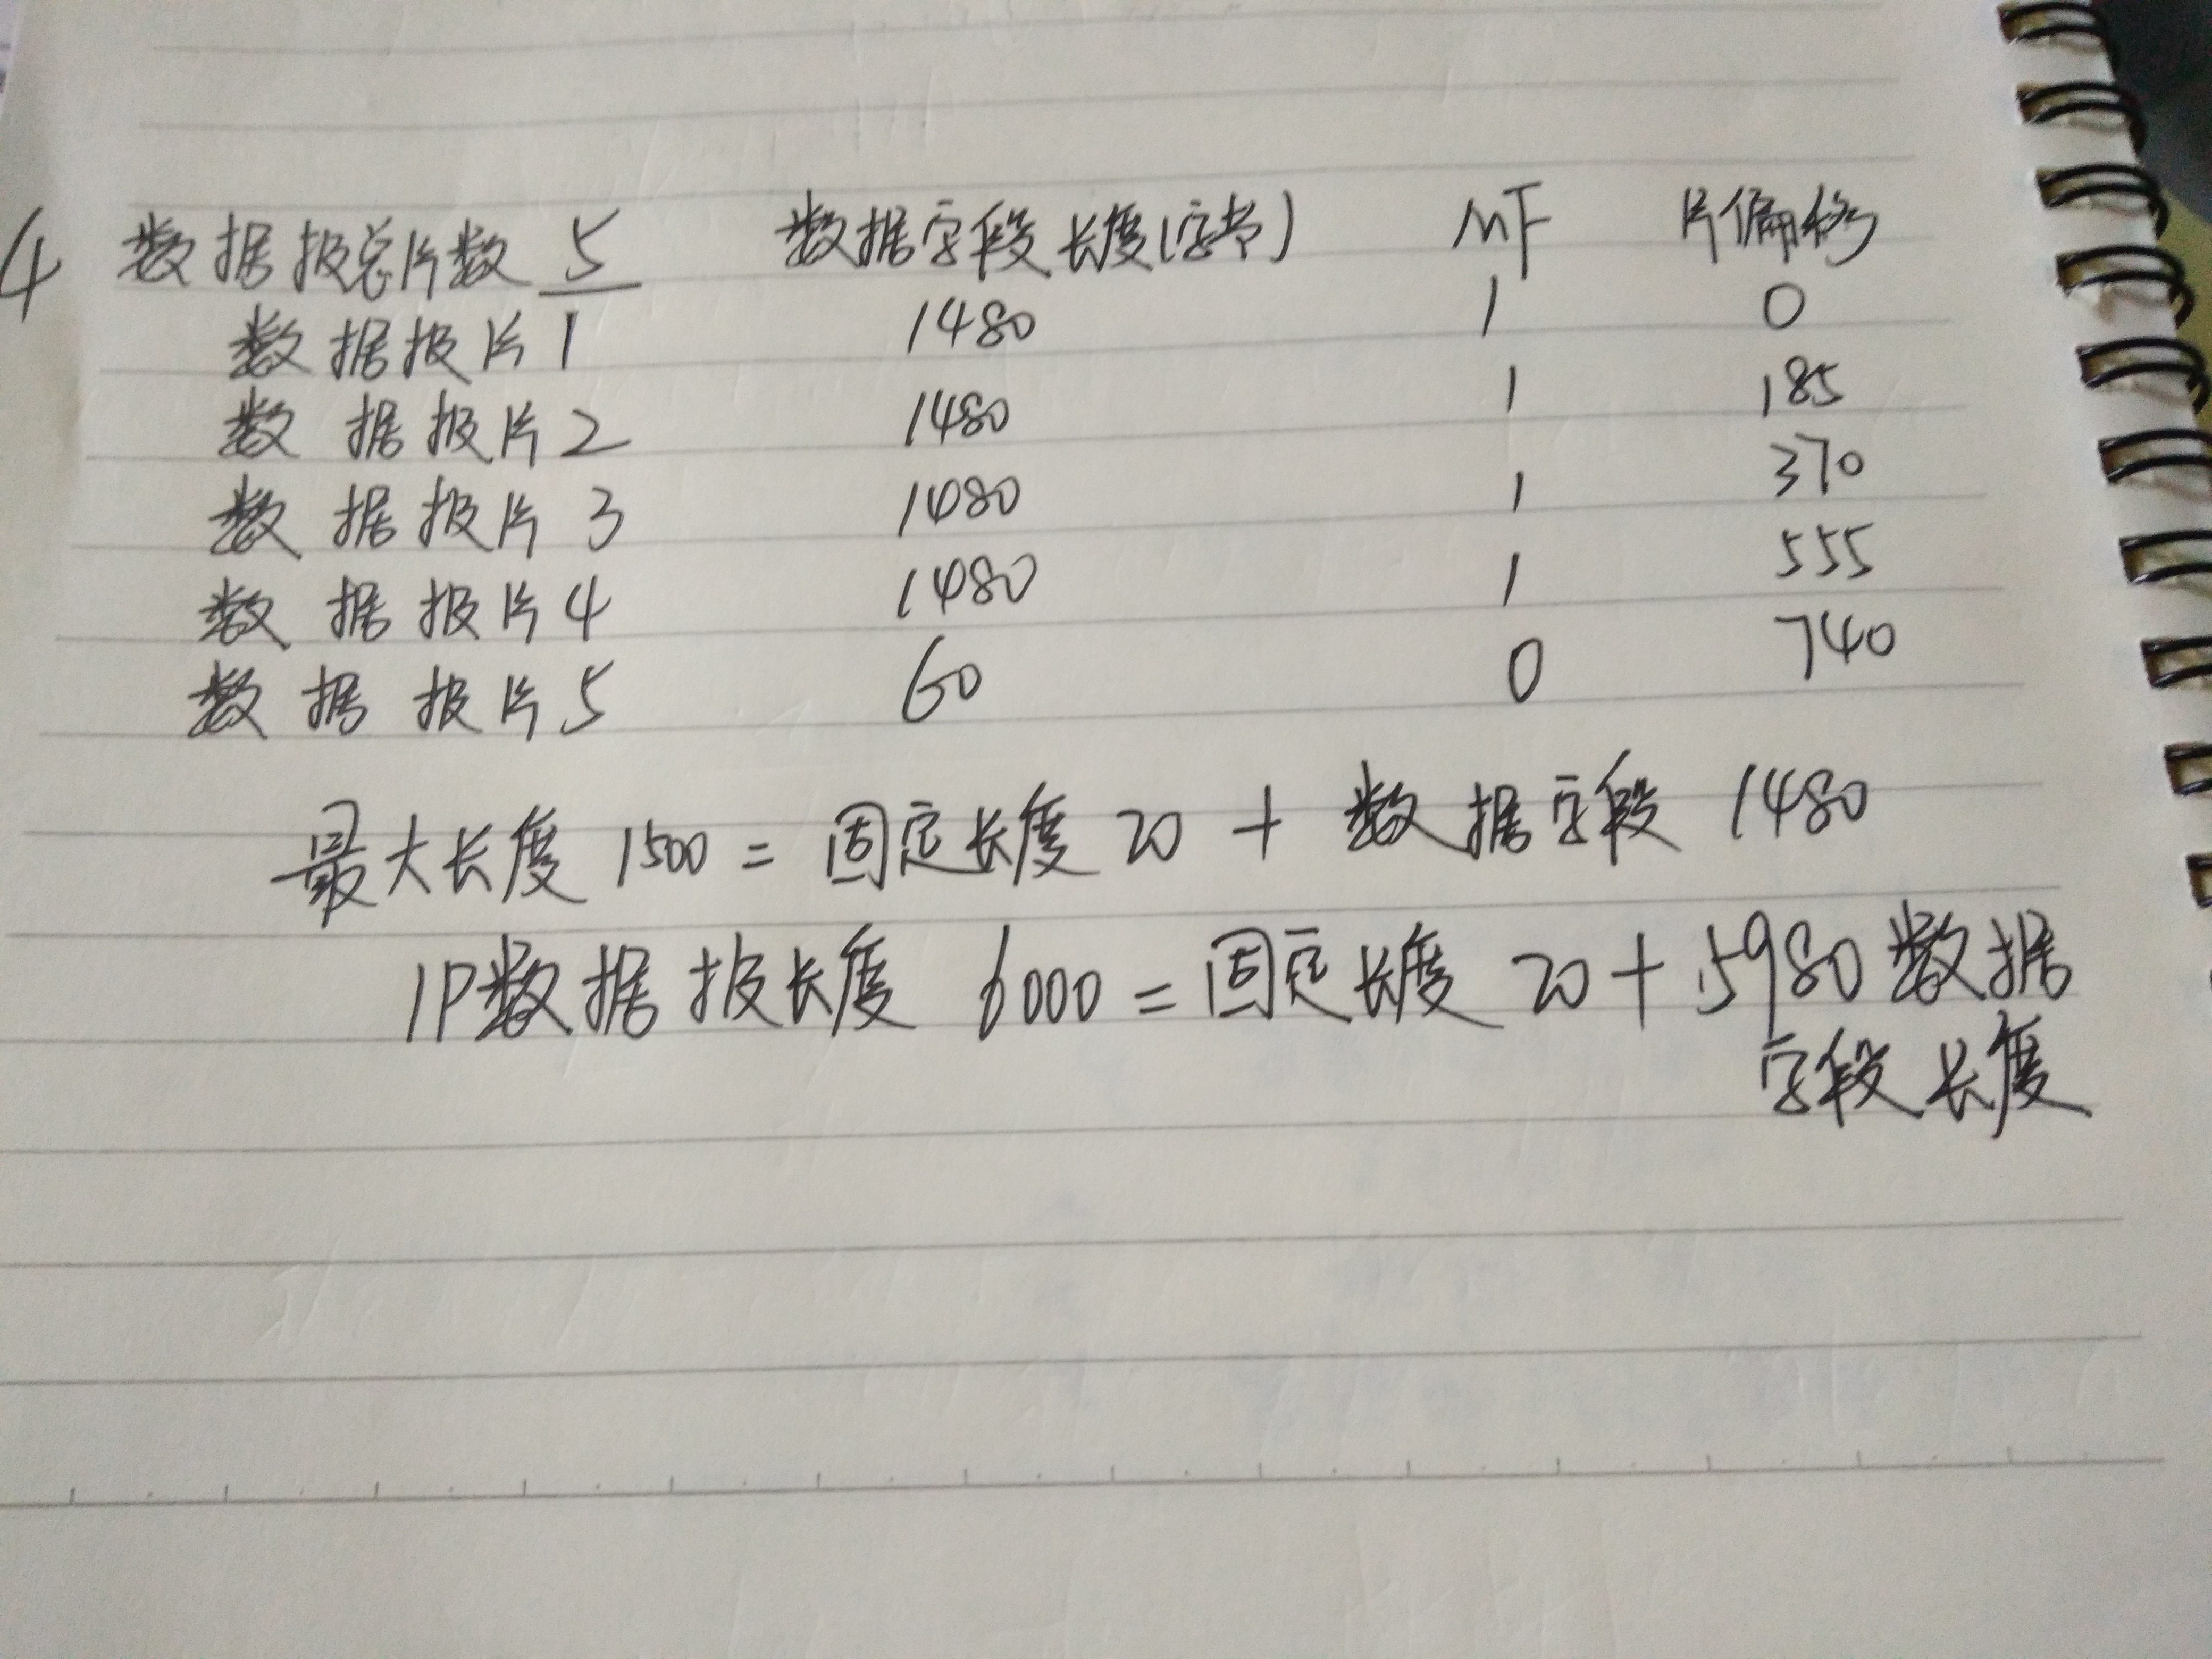 4 数据报总片数 5 数据字段长度(字节) MF 片偏移
数据报片1 1480 1 0
数据报片2 1480 1 185
数据报片3 1480 1 370
数据报片4 1480 1 555
数据报片5 60 0 740
最大长度 1500 = 固定长度 20 + 数据字段 1480
IP数据报长度 6000 = 固定长度 20 + 5980 数据
字段长度